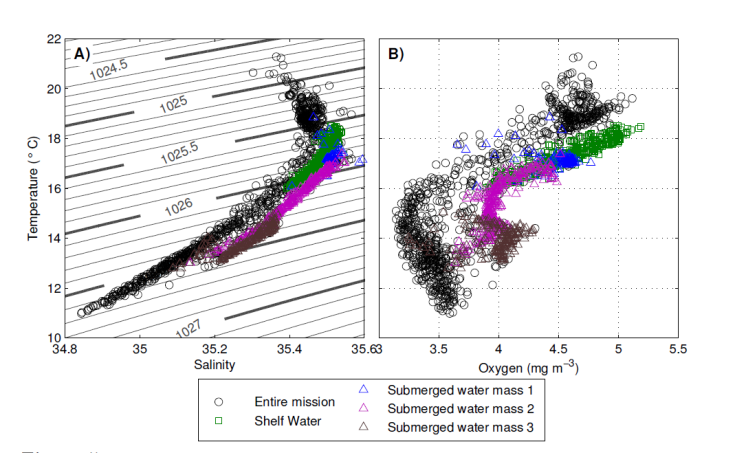 22
20
18
16
14
12
10
Temperature (° C)
A)
1024.5
1025
1025.5
1026
1027
34.8
35
35.2
35.4
35.6
Salinity
B)
3
3.5
4
4.5
5
5.5
Oxygen (mg m⁻³)
Entire mission
Shelf Water
Submerged water mass 1
Submerged water mass 2
Submerged water mass 3